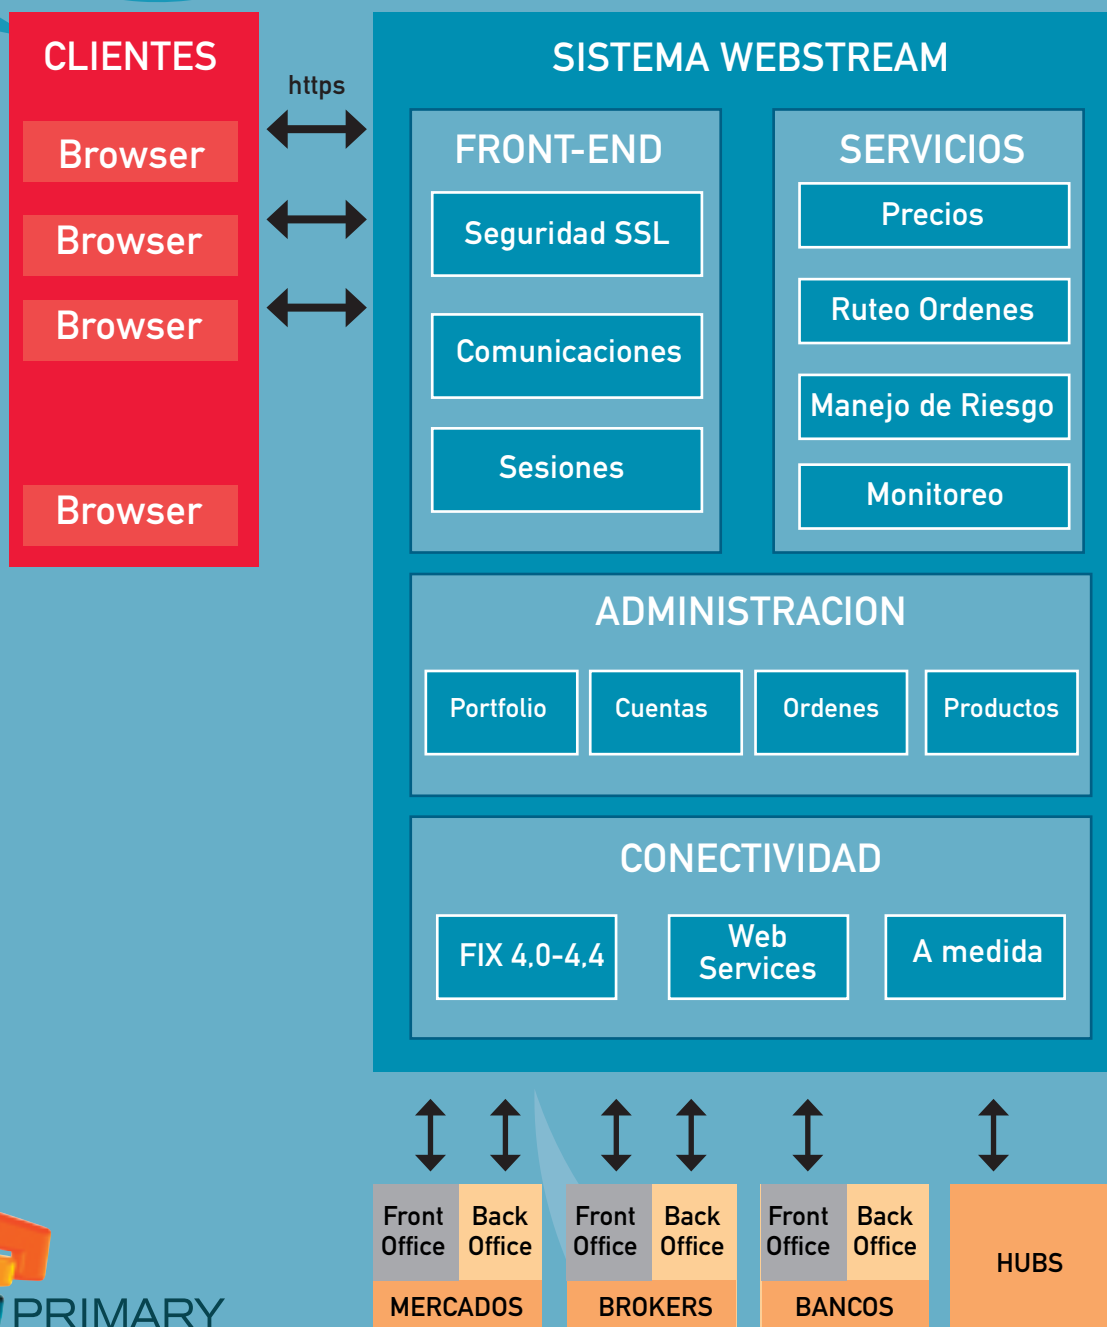 CLIENTES
Browser
Browser
Browser
Browser
https
SISTEMA WEBSTREAM
FRONT-END
Seguridad SSL
Comunicaciones
Sesiones
SERVICIOS
Precios
Ruteo Ordenes
Manejo de Riesgo
Monitoreo
ADMINISTRACION
Portfolio
Cuentas
Ordenes
Productos
CONECTIVIDAD
FIX 4,0-4,4
Web
Services
A medida
Front
Office
Back
Office
MERCADOS
Front
Office
Back
Office
BROKERS
Front
Office
Back
Office
BANCOS
HUBS
PRIMARY